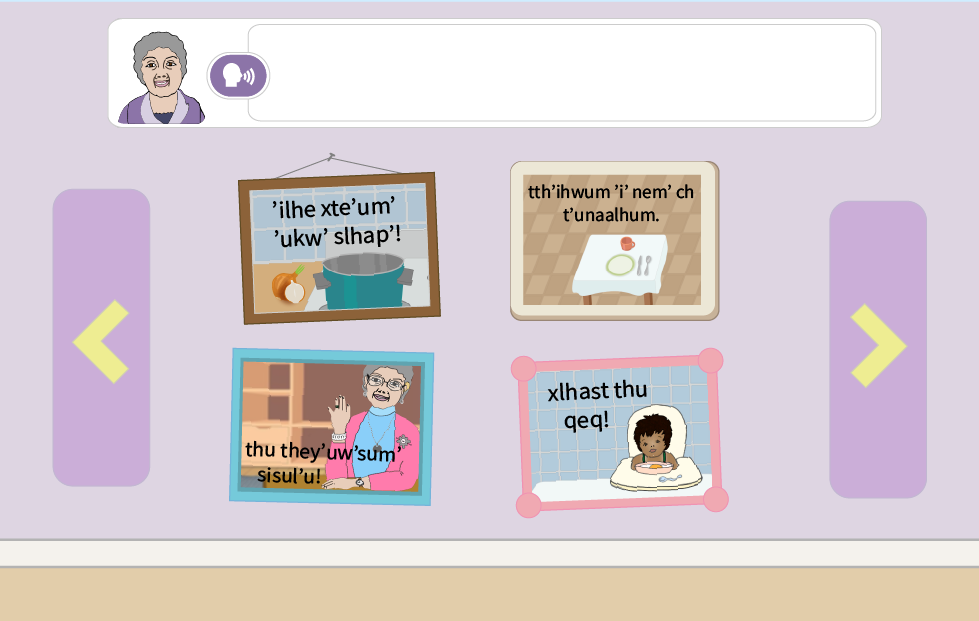 ’ilhe xte’um’
’ukw’ slhap’!
tth’ihwum ’i’ nem’ ch
t’unaalhum.
thu they’uw’sum’
sisul’u!
xlhast thu
qeq!